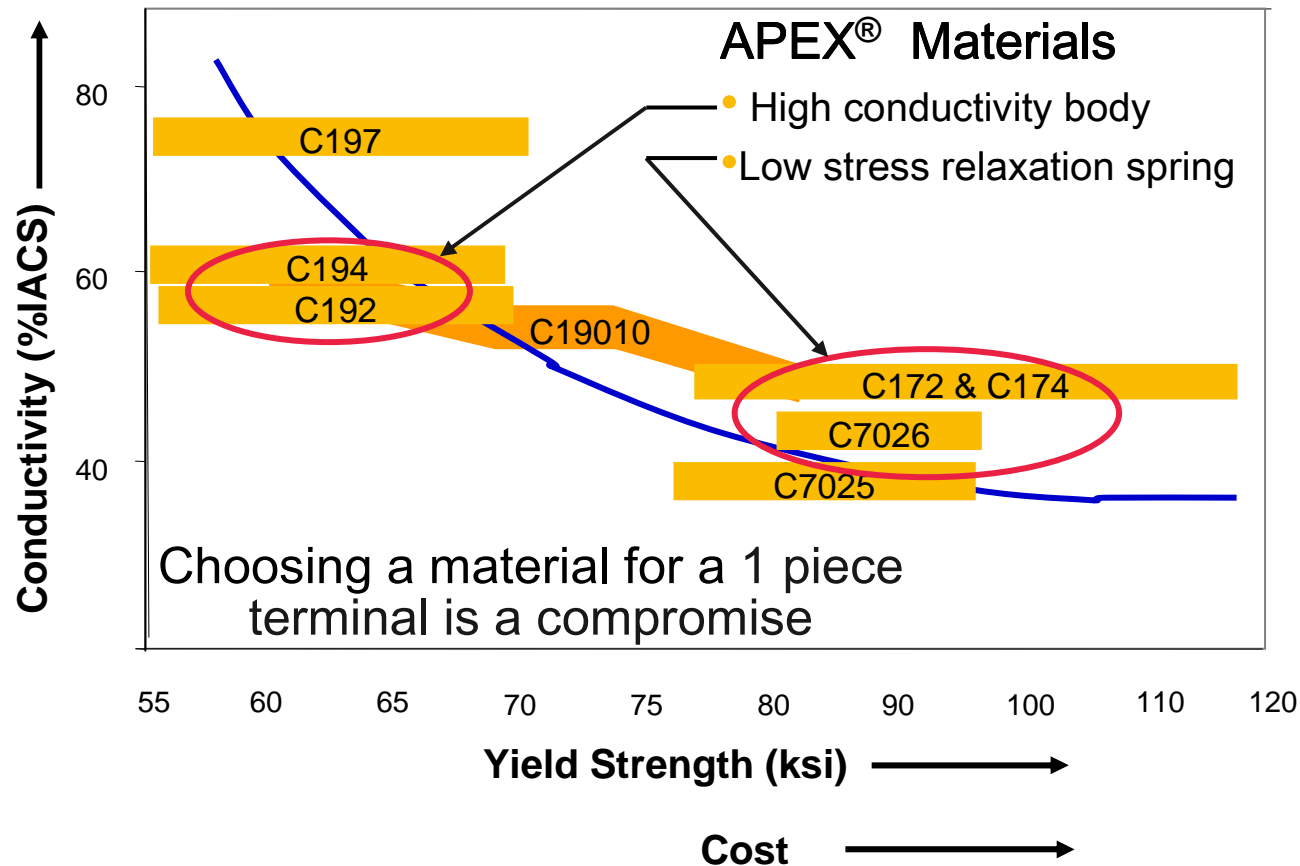 APEX® Materials
• High conductivity body
• Low stress relaxation spring
Conductivity (%IACS)
80
60
40
C197
C194
C192
C19010
C172 & C174
C7026
C7025
Choosing a material for a 1 piece
terminal is a compromise
55 60 65 70 75 80 90 100 110 120
Yield Strength (ksi)
Cost